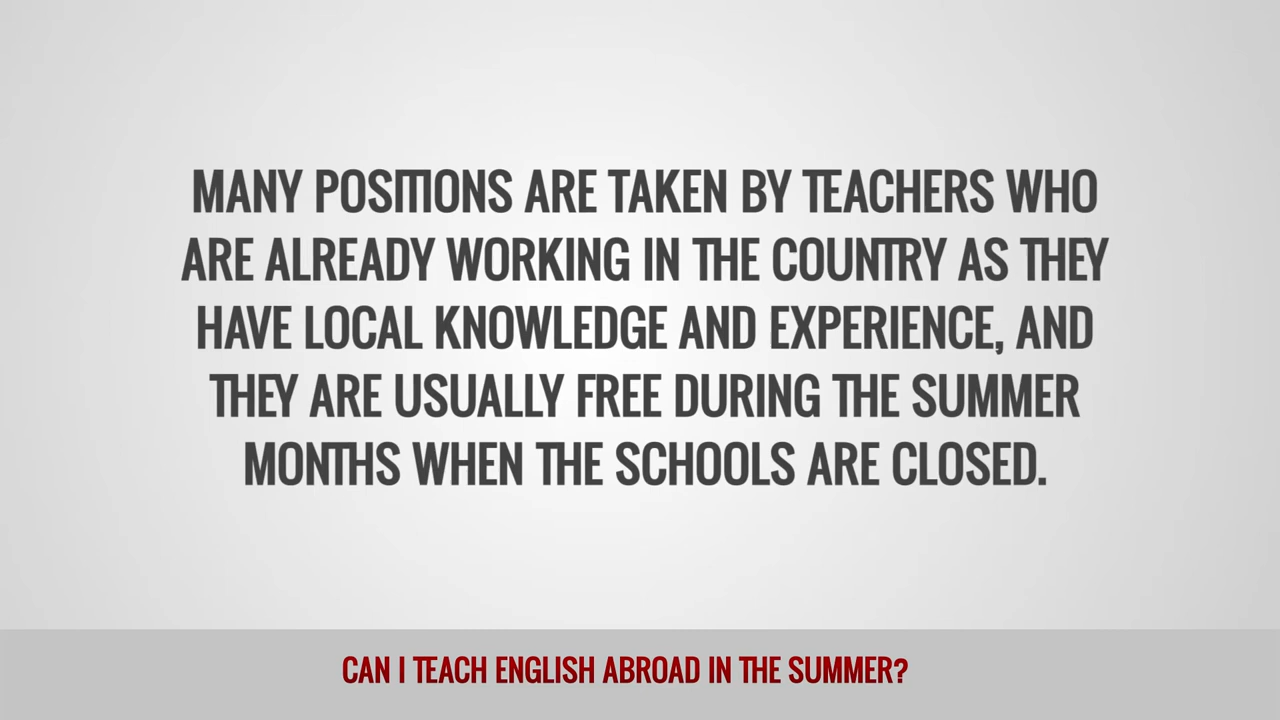 MANY POSITIONS ARE TAKEN BY TEACHERS WHO
ARE ALREADY WORKING IN THE COUNTRY AS THEY
HAVE LOCAL KNOWLEDGE AND EXPERIENCE, AND
THEY ARE USUALLY FREE DURING THE SUMMER
MONTHS WHEN THE SCHOOLS ARE CLOSED.
CAN I TEACH ENGLISH ABROAD IN THE SUMMER?